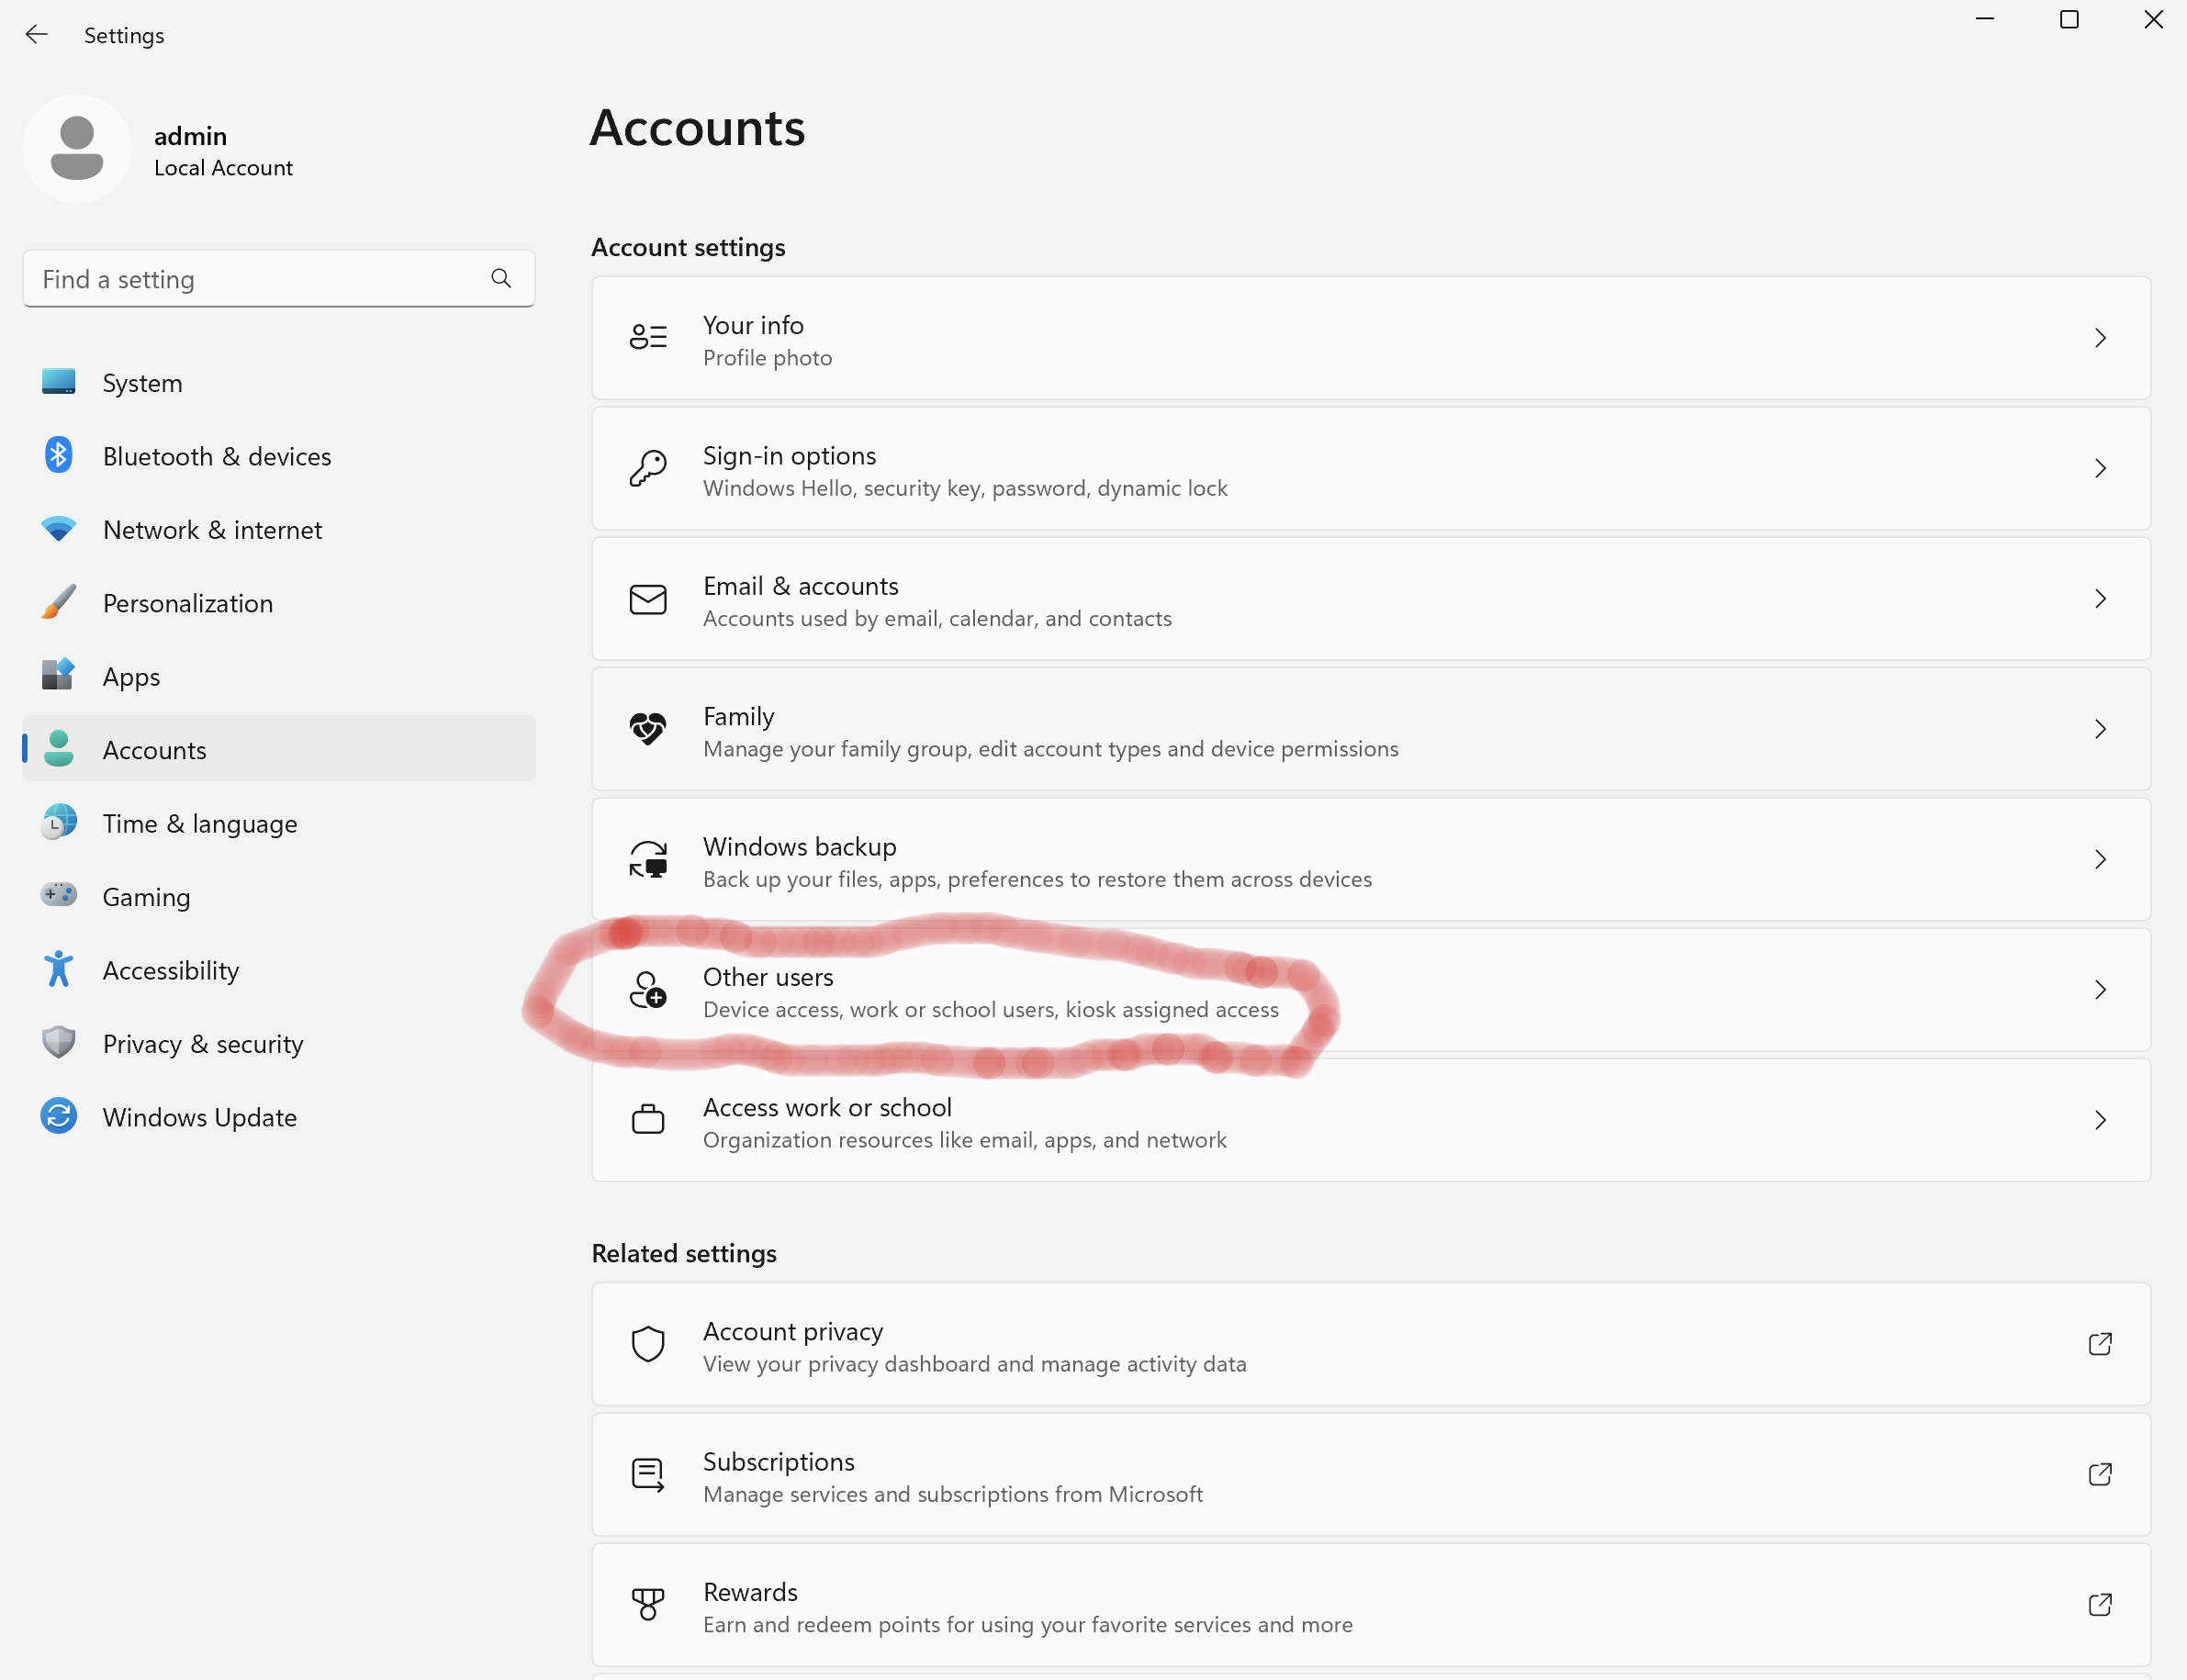 Settings
admin
Local Account
Find a setting
System
Bluetooth & devices
Network & internet
Personalization
Apps
Accounts
Time & language
Gaming
Accessibility
Privacy & security
Windows Update
Accounts
Account settings
Your info
Profile photo
Sign-in options
Windows Hello, security key, password, dynamic lock
Email & accounts
Accounts used by email, calendar, and contacts
Family
Manage your family group, edit account types and device permissions
Windows backup
Back up your files, apps, preferences to restore them across devices
Other users
Device access, work or school users, kiosk assigned access
Access work or school
Organization resources like email, apps, and network
Related settings
Account privacy
View your privacy dashboard and manage activity data
Subscriptions
Manage services and subscriptions from Microsoft
Rewards
Earn and redeem points for using your favorite services and more